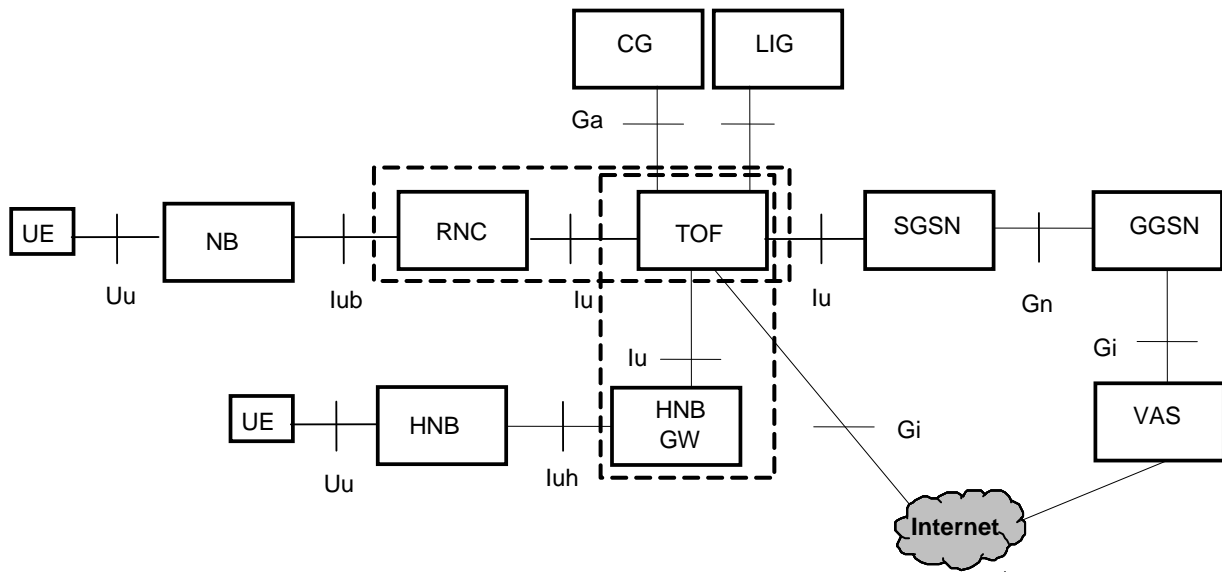 CG
LIG
Ga
UE
NB
RNC
TOF
SGSN
GGSN
Uu
Iub
Iu
Iu
Gn
Iu
Gi
UE
HNB
HNB
GW
Gi
VAS
Uu
Iuh
Internet